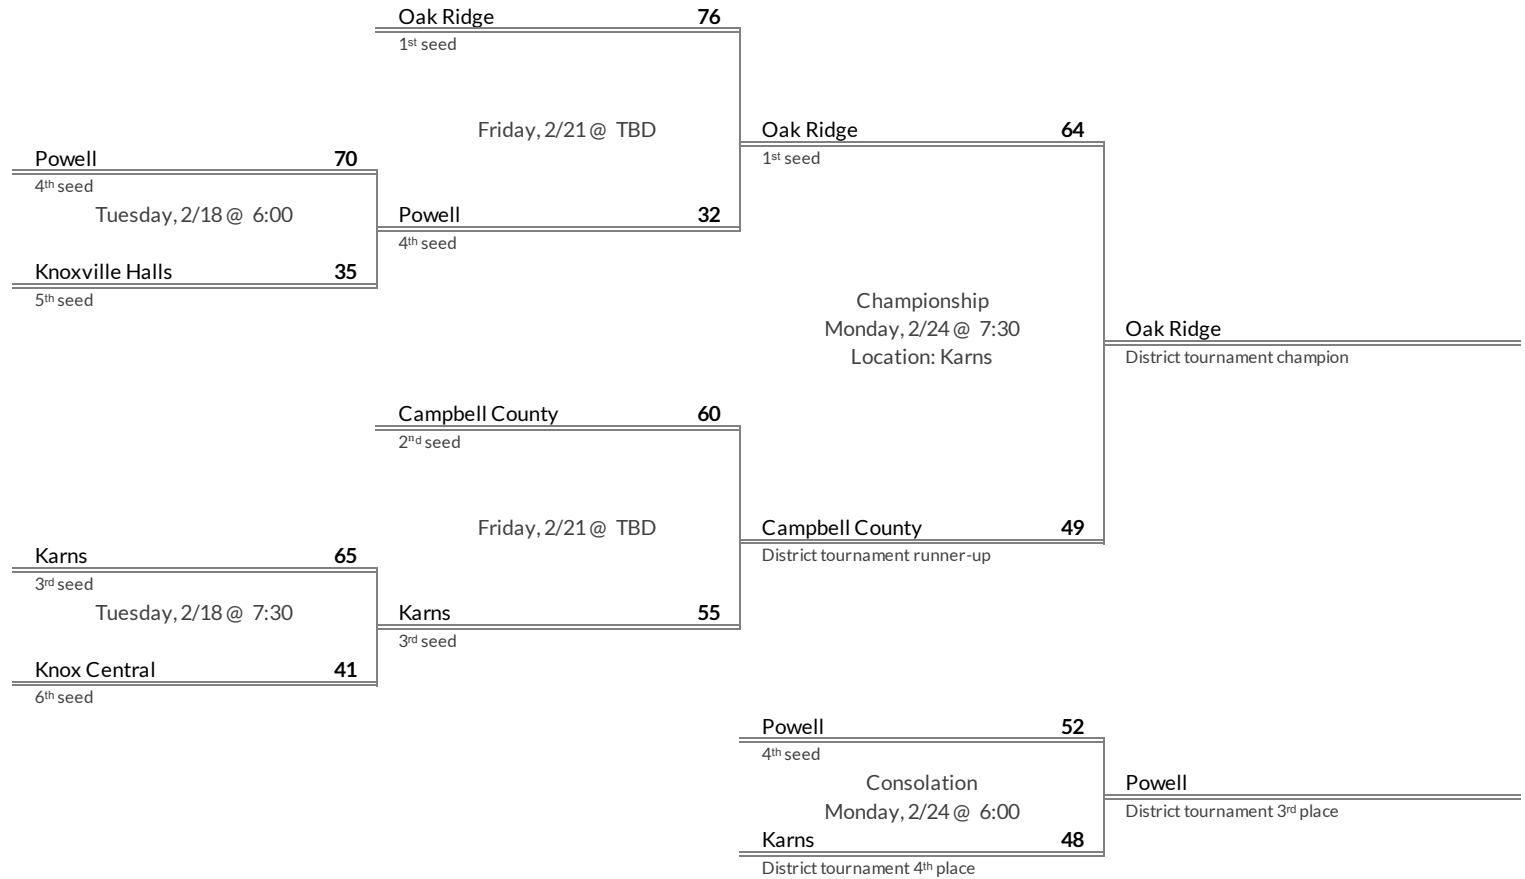 Oak Ridge 76
1st seed
Friday, 2/21 @ TBD
Oak Ridge 64
1st seed
Powell 70
4th seed
Tuesday, 2/18 @ 6:00
Powell 32
4th seed
Knoxville Halls 35
5th seed
Championship
Monday, 2/24 @ 7:30
Location: Karns
Oak Ridge
District tournament champion
Campbell County 60
2nd seed
Friday, 2/21 @ TBD
Campbell County 49
District tournament runner-up
Karns 65
3rd seed
Tuesday, 2/18 @ 7:30
Karns 55
3rd seed
Knox Central 41
6th seed
Powell 52
4th seed
Consolation
Monday, 2/24 @ 6:00
Powell
District tournament 3rd place
Karns 48
District tournament 4th place